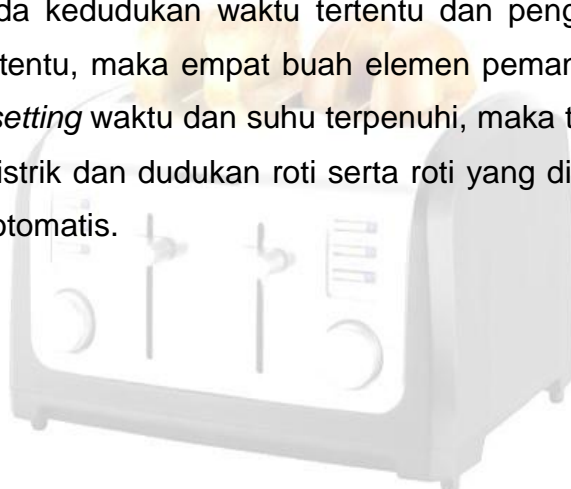 da kedudukan waktu tertentu dan peng
tentu, maka empat buah elemen peman
setting waktu dan suhu terpenuhi, maka t
istrik dan dudukan roti serta roti yang di
otomatis.